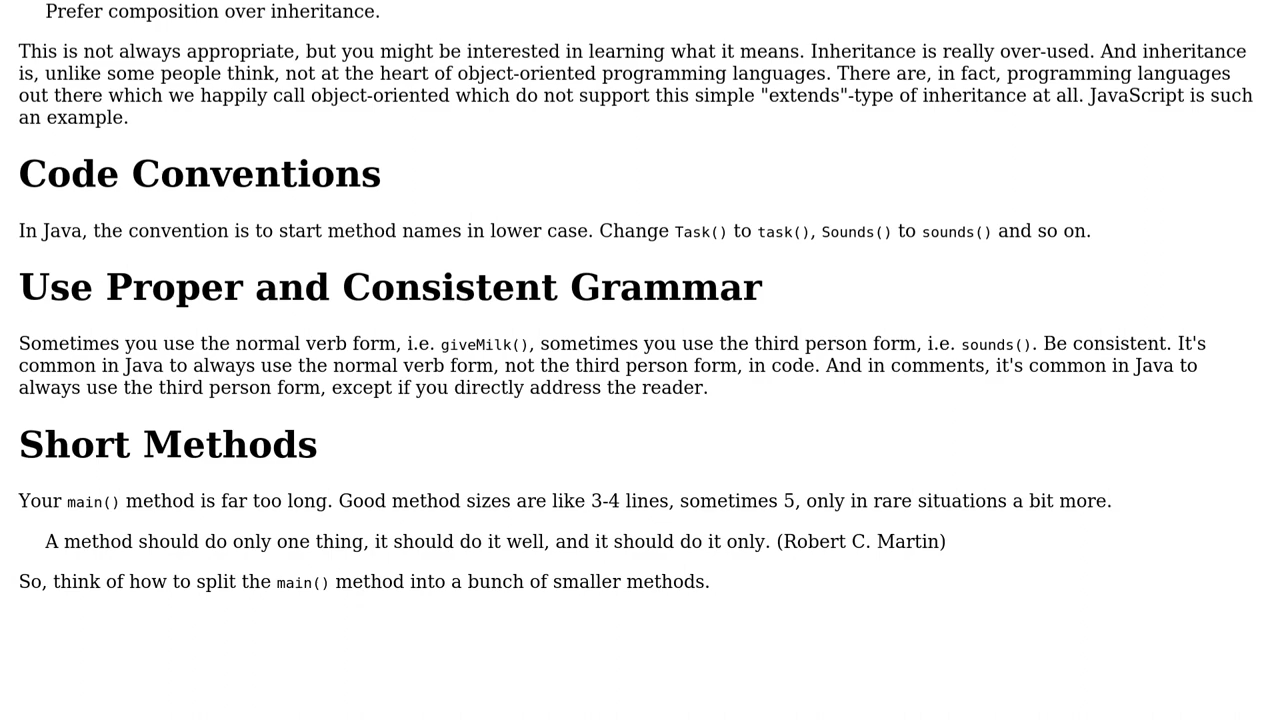 Prefer composition over inheritance.
This is not always appropriate, but you might be interested in learning what it means. Inheritance is really over-used. And inheritance
is, unlike some people think, not at the heart of object-oriented programming languages. There are, in fact, programming languages
out there which we happily call object-oriented which do not support this simple "extends"-type of inheritance at all. JavaScript is such
an example.
Code Conventions
In Java, the convention is to start method names in lower case. Change Task() to task(), Sounds() to sounds() and so on.
Use Proper and Consistent Grammar
Sometimes you use the normal verb form, i.e. giveMilk(), sometimes you use the third person form, i.e. sounds(). Be consistent. It's
common in Java to always use the normal verb form, not the third person form, in code. And in comments, it's common in Java to
always use the third person form, except if you directly address the reader.
Short Methods
Your main() method is far too long. Good method sizes are like 3-4 lines, sometimes 5, only in rare situations a bit more.
A method should do only one thing, it should do it well, and it should do it only. (Robert C. Martin)
So, think of how to split the main() method into a bunch of smaller methods.